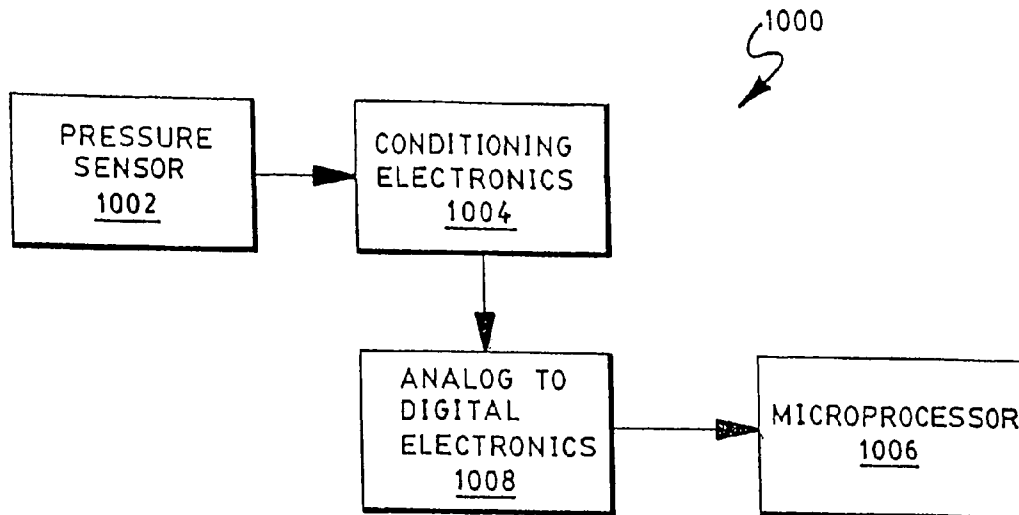 1000
PRESSURE
SENSOR
1002
CONDITIONING
ELECTRONICS
1004
ANALOG TO
DIGITAL
ELECTRONICS
1008
MICROPROCESSOR
1006